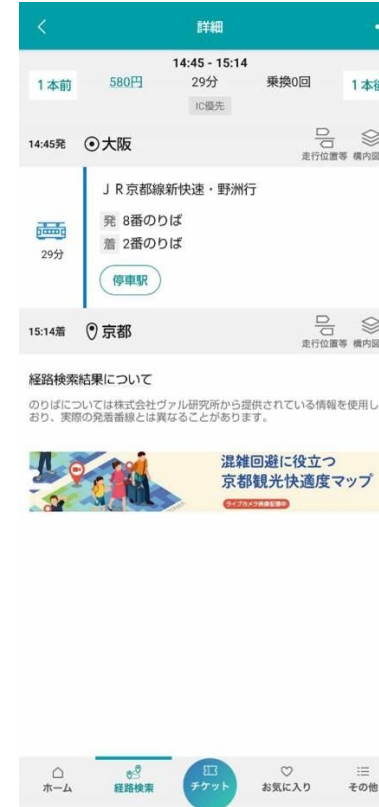 詳細
14:45 - 15:14
1本前 580円 29分 乗換0回 1本後
IC優先
14:45発 大阪
走行位置等 構内図
JR京都線新快速・野洲行
発 8番のりば
着 2番のりば
29分
停車駅
15:14着 京都
走行位置等 構内図
経路検索結果について
のりばについては株式会社ヴァル研究所から提供されている情報を使用し
おり、実際の発着番線とは異なることがあります。
混雑回避に役立つ
京都観光快適度マップ
ライブカメラ映像配信中
ホーム 経路検索 チケット お気に入り その他